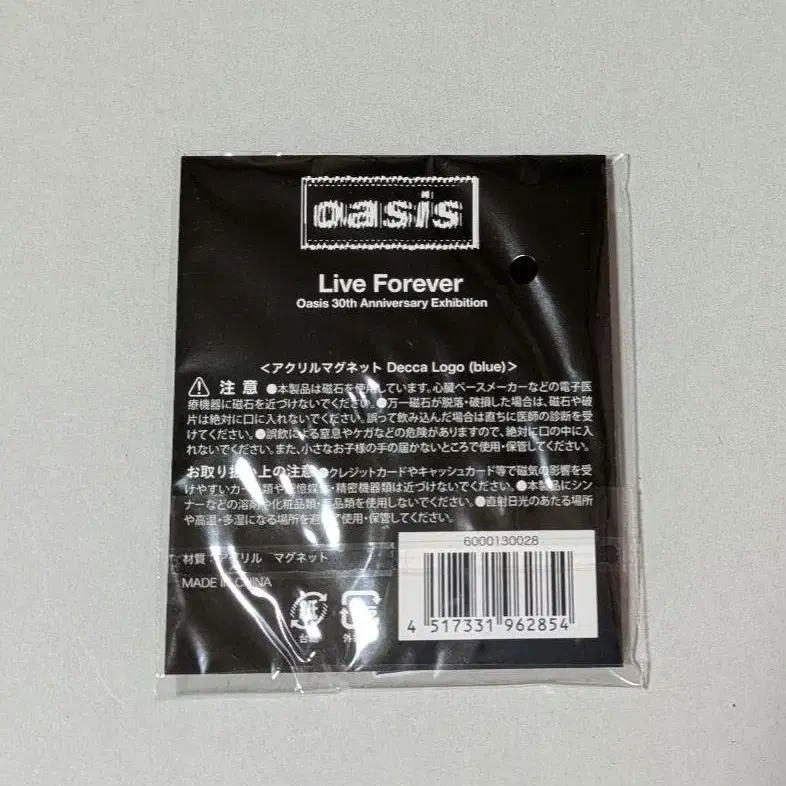 oasis
Live Forever
Oasis 30th Anniversary Exhibition
<アクリルマグネット Decca Logo (blue)>
注 意 ●本製品は磁石を使用しています。心臓ペースメーカーなどの電子医
療機器に磁石を近づけないでください。●万一磁石が脱落・破損した場合は、磁石や破
片は絶対に口に入れないでください。誤って飲み込んだ場合は直ちに医師の診断を受
けてください。●誤飲による窒息やケガなどの危険がありますので、絶対に口の中に入
れないでください。また、小さなお子様の手の届かないところで使用・保管してください。
お取り扱い上の注意 ●クレジットカードやキャッシュカード等で磁気の影響を受
けやすいカード類や記憶媒体・精密機器類は近づけないでください。●本製品にシン
ナーなどの溶剤や化粧品類・薬品類を使用しないでください。●直射日光のあたる場所
や高温・多湿になる場所を避けて使用・保管してください。
材質：アクリル マグネット
MADE IN CHINA
6000130028
紙
台紙
外袋
4 517331 962854